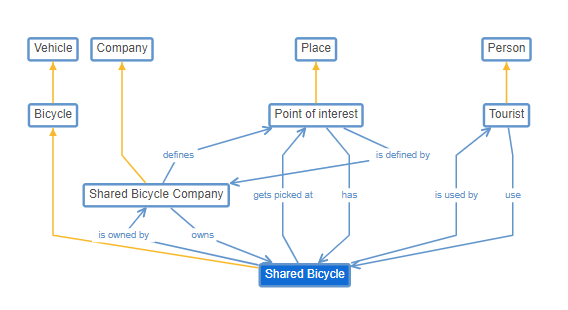 Vehicle
Company
Place
Person
Bicycle
Point of interest
Tourist
defines
is defined by
Shared Bicycle Company
gets picked at
has
is used by
use
is owned by
owns
Shared Bicycle